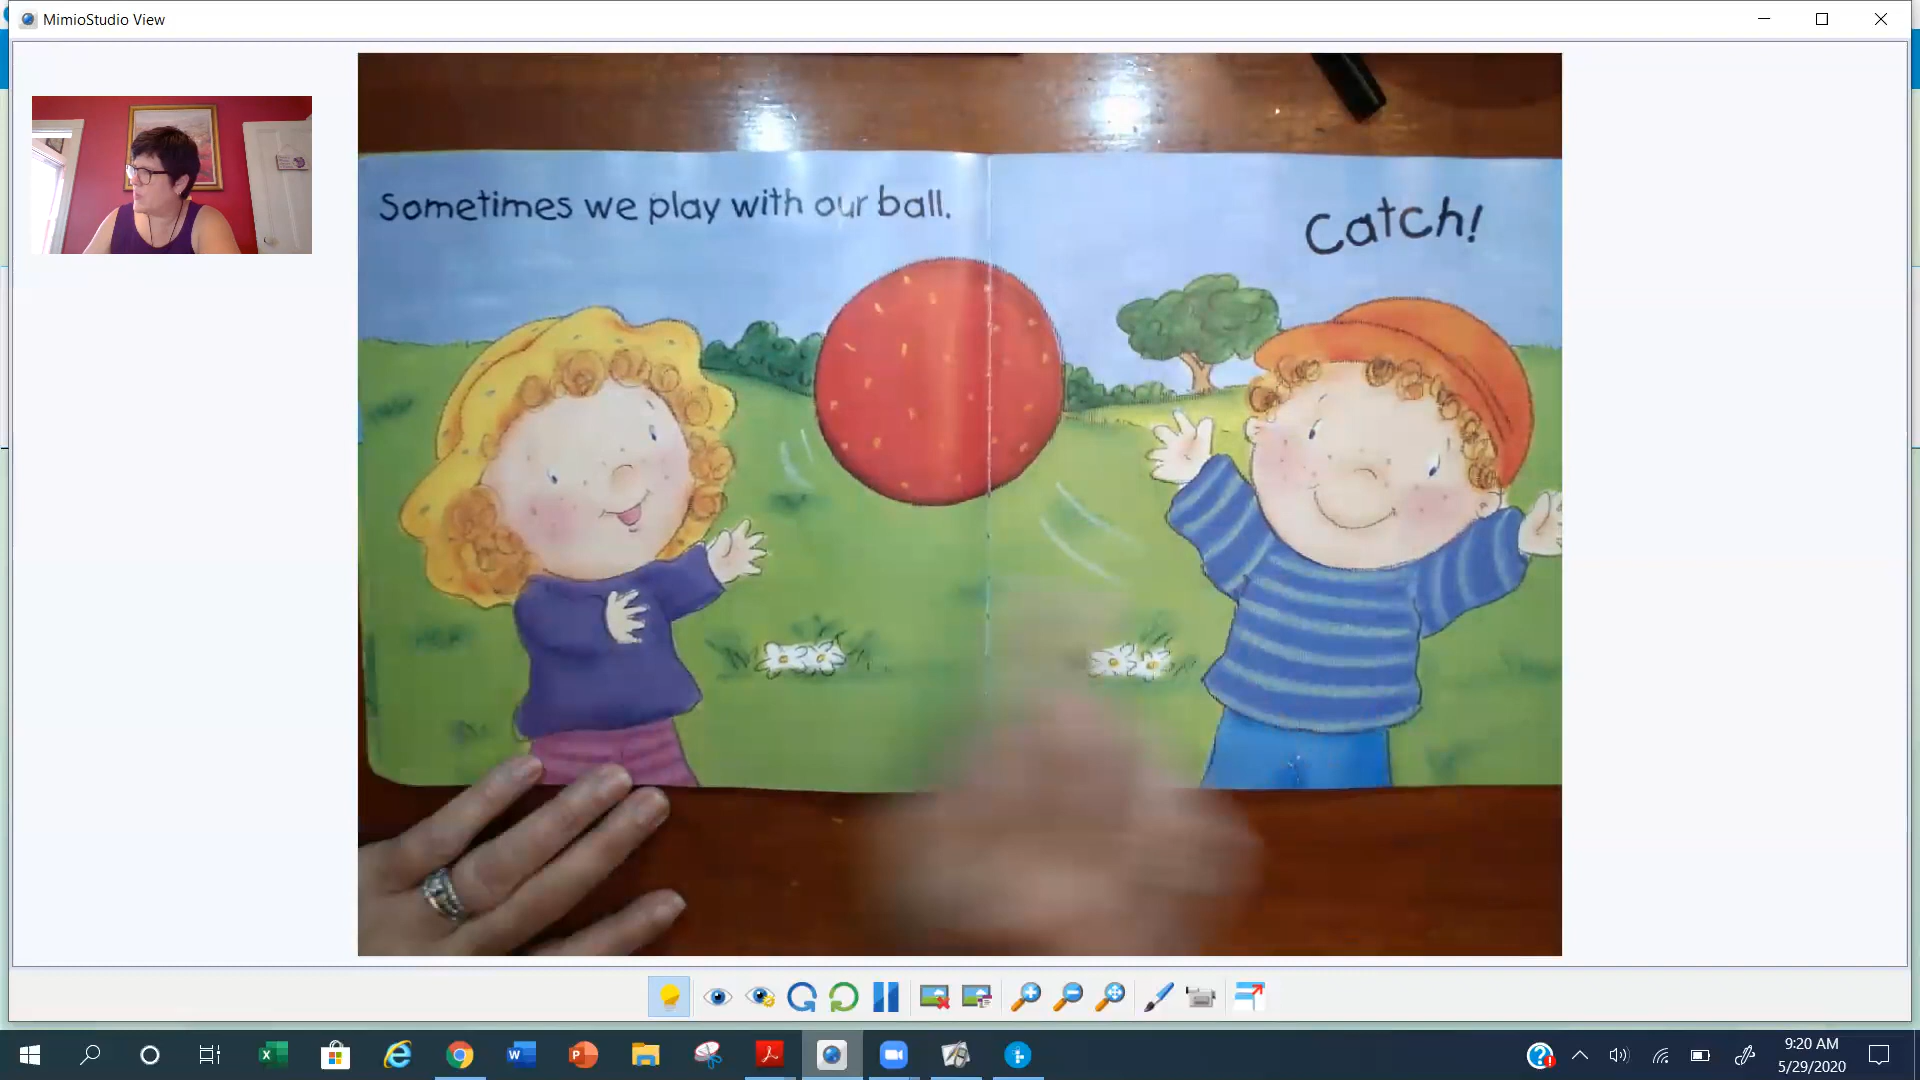 MimioStudio View
Sometimes we play with our ball.
Catch!
9:20 AM
5/29/2020